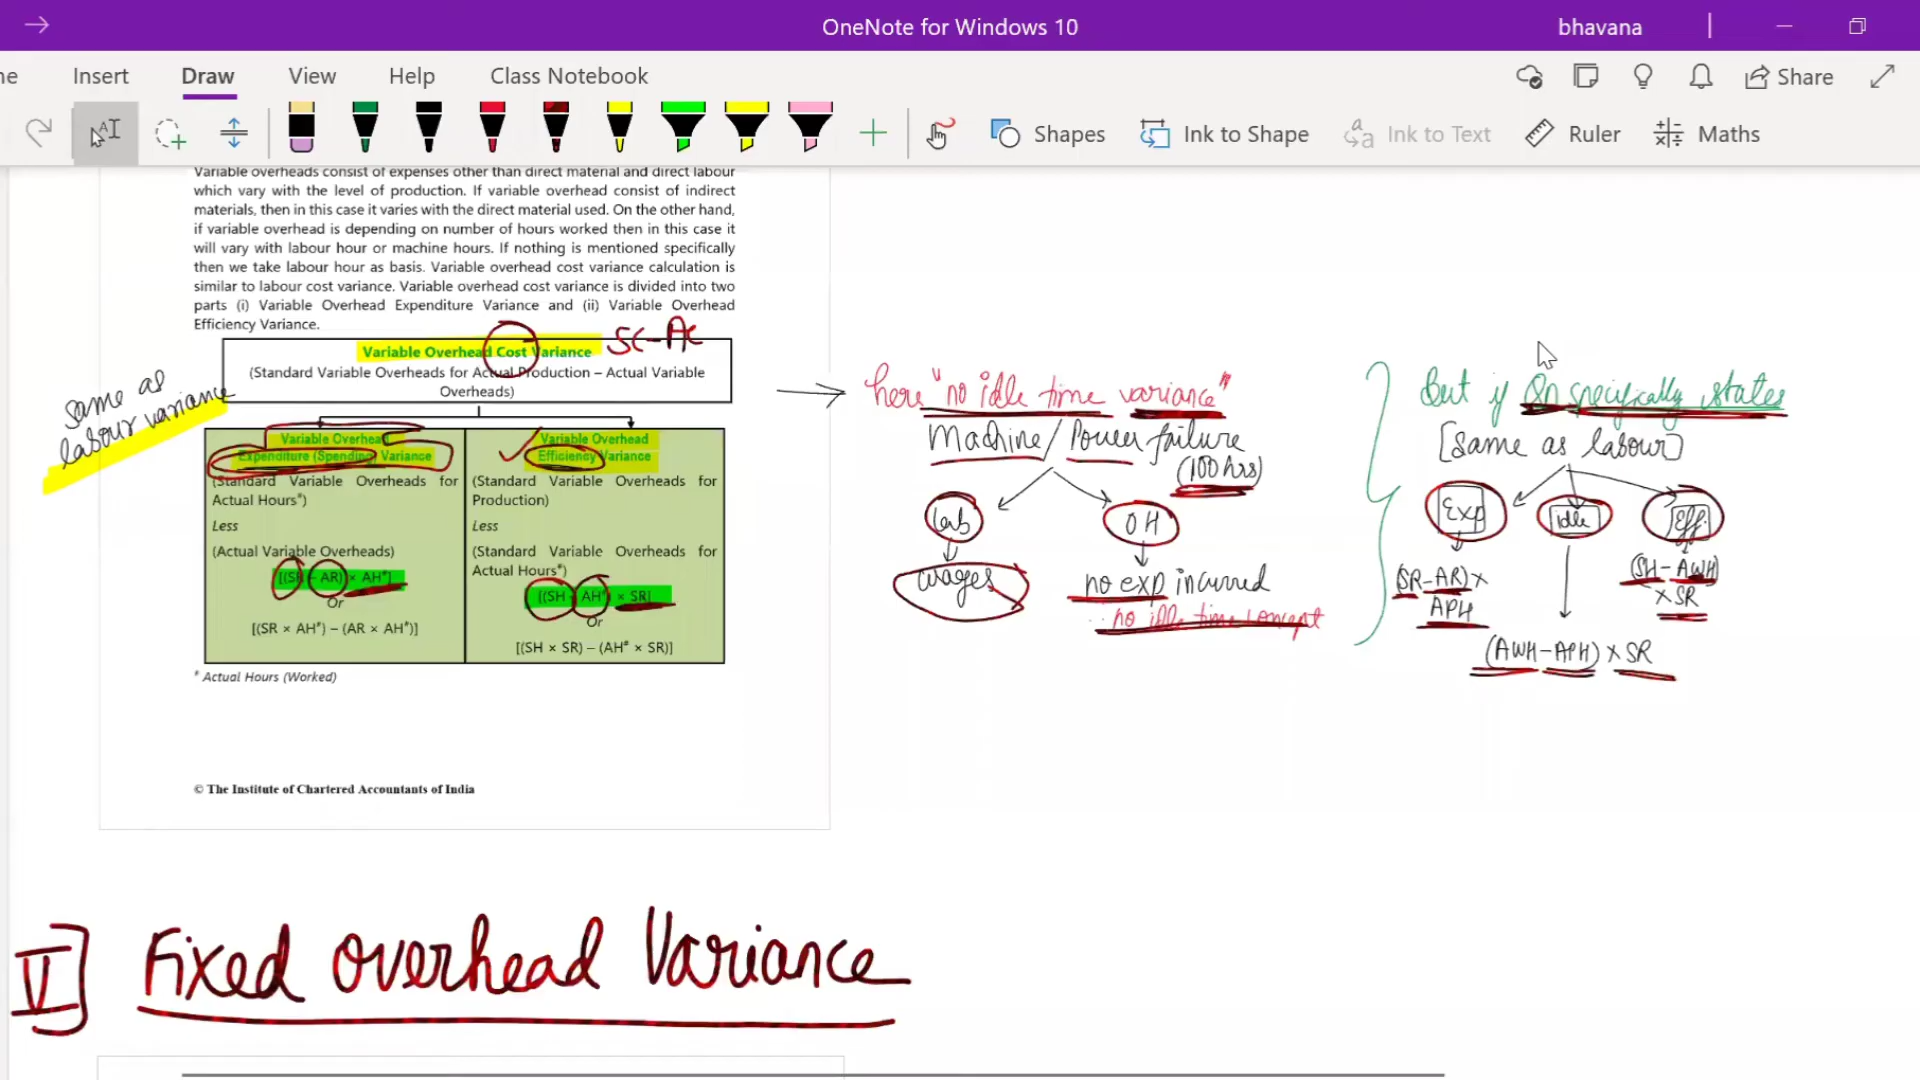 OneNote for Windows 10
bhavana
Insert Draw View Help Class Notebook
Share
Shapes Ink to Shape Ink to Text Ruler Maths
Variable overheads consist of expenses other than direct material and direct labour
which vary with the level of production. If variable overhead consist of indirect
materials, then in this case it varies with the direct material used. On the other hand,
if variable overhead is depending on number of hours worked then in this case it
will vary with labour hour or machine hours. If nothing is mentioned specifically
then we take labour hour as basis. Variable overhead cost variance calculation is
similar to labour cost variance. Variable overhead cost variance is divided into two
parts (i) Variable Overhead Expenditure Variance and (ii) Variable Overhead
Efficiency Variance.
SC-AC
Variable Overhead Cost Variance
(Standard Variable Overheads for Actual Production – Actual Variable
Overheads)
same as
labour variance
Variable Overhead
Expenditure (Spending) Variance
(Standard Variable Overheads for
Actual Hours#)
Less
(Actual Variable Overheads)
[(SR – AR) × AH#]
Or
[(SR × AH#) – (AR × AH#)]
Variable Overhead
Efficiency Variance
(Standard Variable Overheads for
Production)
Less
(Standard Variable Overheads for
Actual Hours#)
[(SH – AH#) × SR]
Or
[(SH × SR) – (AH# × SR)]
# Actual Hours (Worked)
© The Institute of Chartered Accountants of India
here "no idle time variance"
Machine/Power failure
(100 hrs)
lab
OH
wages
no exp incurred
no idle time concept
But if Qn specifically states
[same as labour]
Exp
idle
Eff
(SR-AR)×
APH
(SH-AWH)
×SR
(AWH-APH)×SR
V] Fixed Overhead Variance